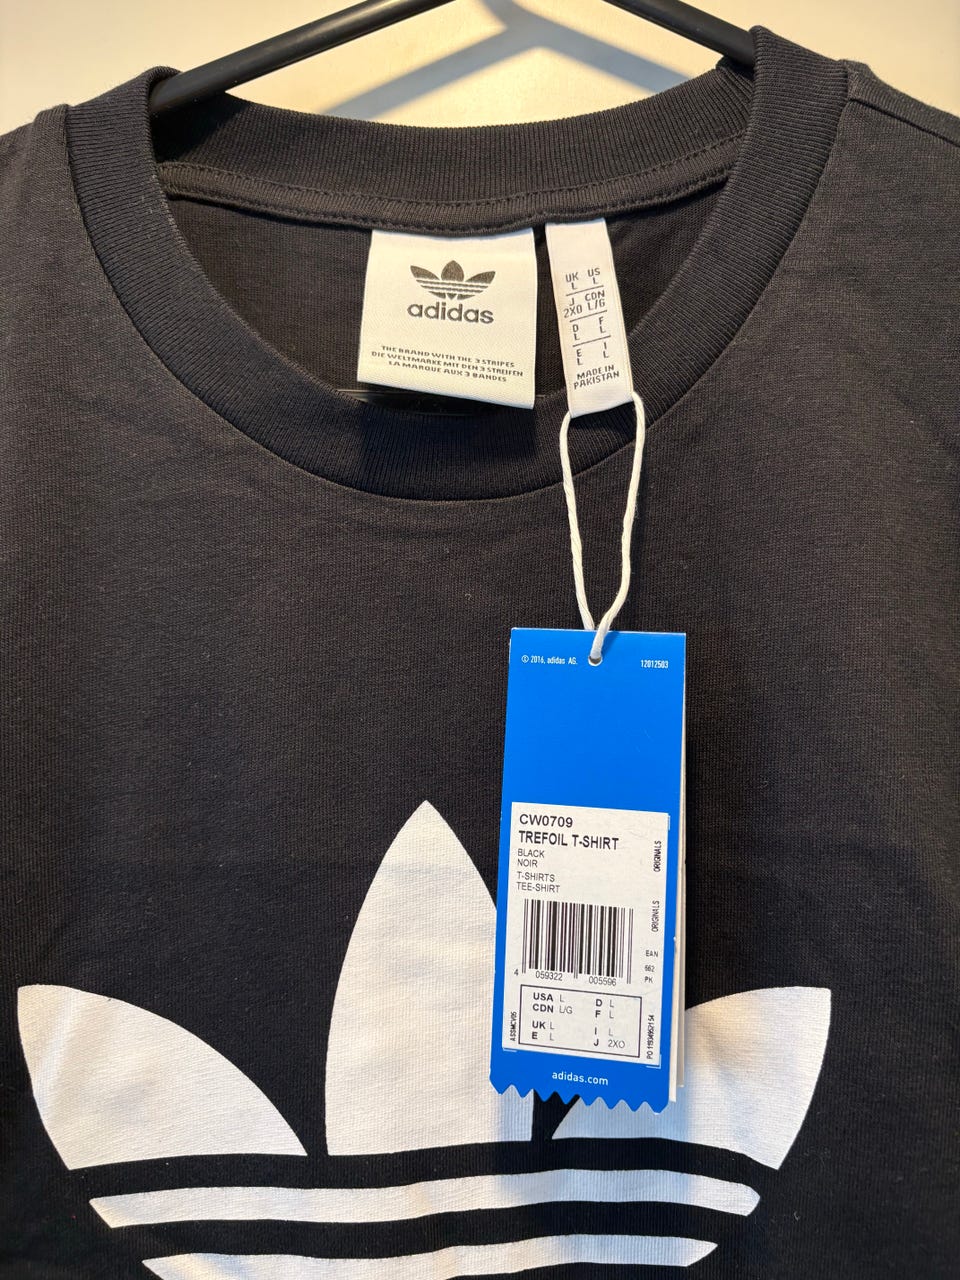 adidas
THE BRAND WITH THE 3 STRIPES
DIE WELTMARKE MIT DEN 3 STREIFEN
LA MARQUE AUX 3 BANDES
UK US
L L
J CDN
2XO L/G
D F
L L
E I
L L
MADE IN
PAKISTAN
© 2016, adidas AG.
12012503
CW0709
TREFOIL T-SHIRT
BLACK
NOIR
T-SHIRTS
TEE-SHIRT
ORIGINALS
ORIGINALS
EAN
662
PK
4 059322 005596
USA L D L
CDN L/G F L
UK L I L
E L J 2XO
ASSMCV05
adidas.com